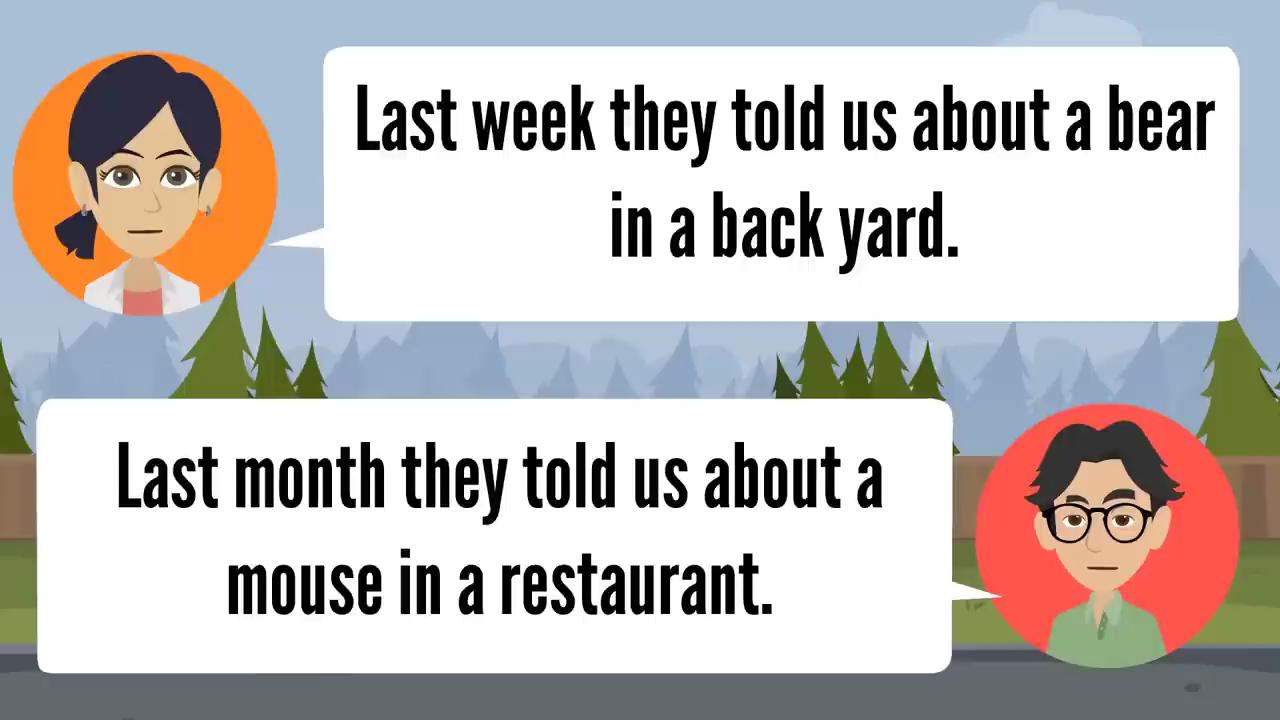 Last week they told us about a bear
in a back yard.
Last month they told us about a
mouse in a restaurant.